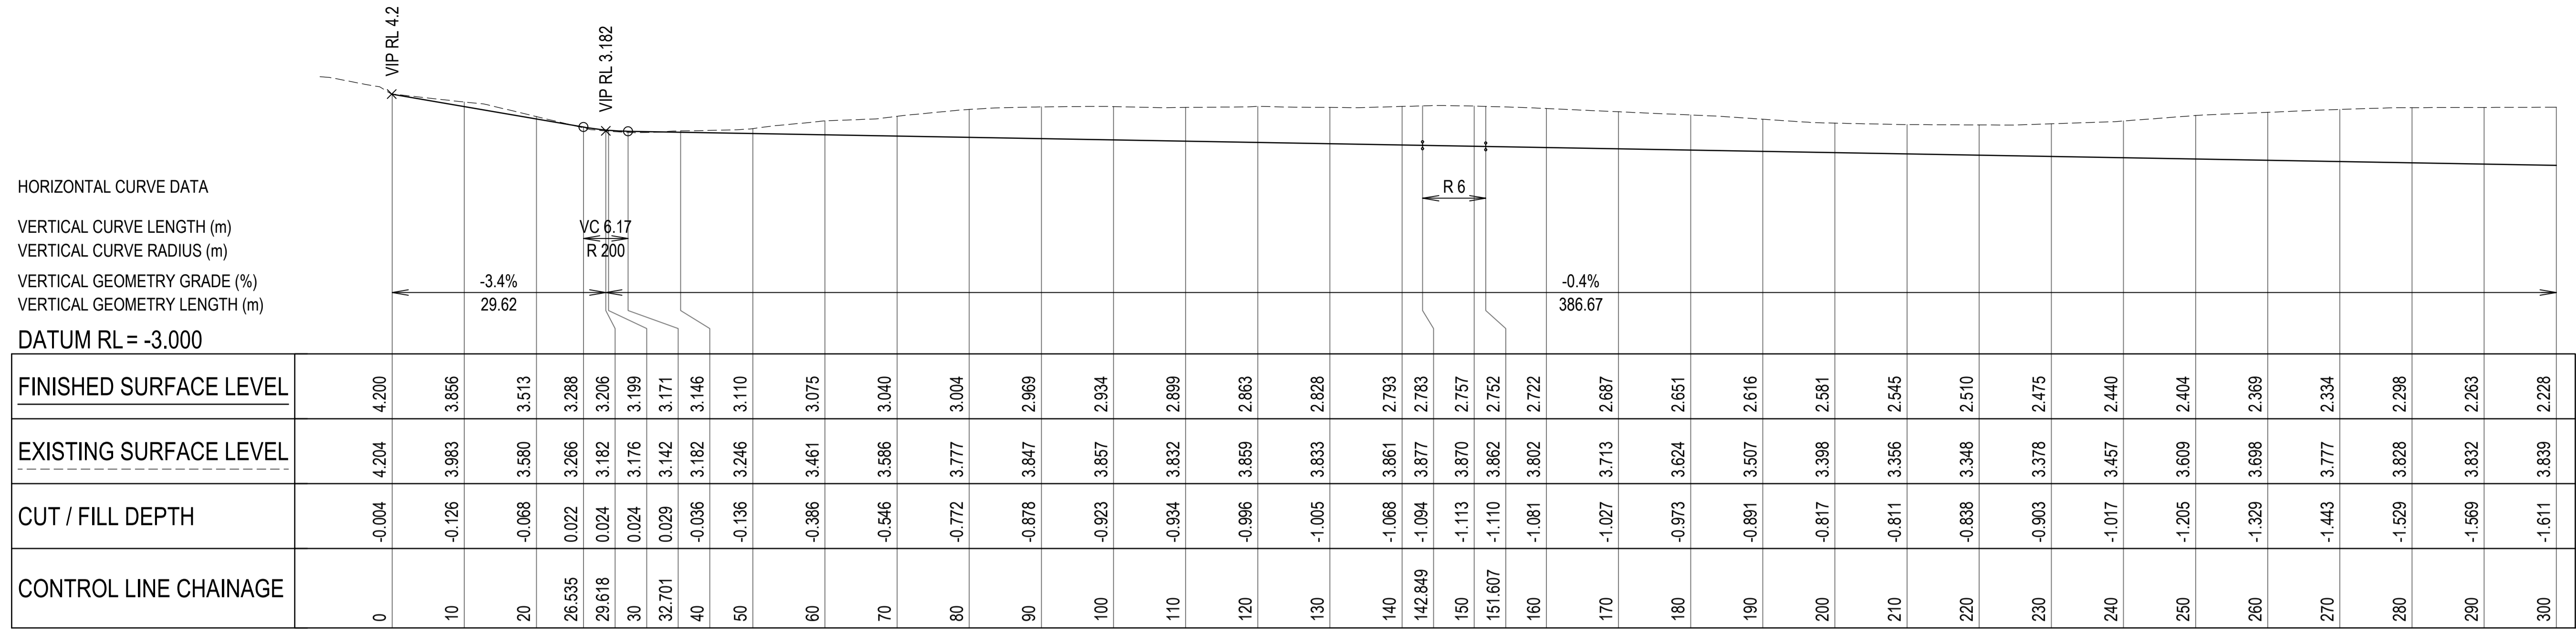 VIP RL 4.2
VIP RL 3.182
HORIZONTAL CURVE DATA
R 6
VERTICAL CURVE LENGTH (m)
VC 6.17
VERTICAL CURVE RADIUS (m)
R 200
VERTICAL GEOMETRY GRADE (%)
-3.4%
-0.4%
VERTICAL GEOMETRY LENGTH (m)
29.62
386.67
DATUM RL = -3.000
FINISHED SURFACE LEVEL 4.200 3.856 3.513 3.288 3.206 3.199 3.171 3.146 3.110 3.075 3.040 3.004 2.969 2.934 2.899 2.863 2.828 2.793 2.783 2.757 2.752 2.722 2.687 2.651 2.616 2.581 2.545 2.510 2.475 2.440 2.404 2.369 2.334 2.298 2.263 2.228
EXISTING SURFACE LEVEL 4.204 3.983 3.580 3.266 3.182 3.176 3.142 3.182 3.246 3.461 3.586 3.777 3.847 3.857 3.832 3.859 3.833 3.861 3.877 3.870 3.862 3.802 3.713 3.624 3.507 3.398 3.356 3.348 3.378 3.457 3.609 3.698 3.777 3.828 3.832 3.839
CUT / FILL DEPTH -0.004 -0.126 -0.068 0.022 0.024 0.024 0.029 -0.036 -0.136 -0.386 -0.546 -0.772 -0.878 -0.923 -0.934 -0.996 -1.005 -1.068 -1.094 -1.113 -1.110 -1.081 -1.027 -0.973 -0.891 -0.817 -0.811 -0.838 -0.903 -1.017 -1.205 -1.329 -1.443 -1.529 -1.569 -1.611
CONTROL LINE CHAINAGE 0 10 20 26.535 29.618 30 32.701 40 50 60 70 80 90 100 110 120 130 140 142.849 150 151.607 160 170 180 190 200 210 220 230 240 250 260 270 280 290 300